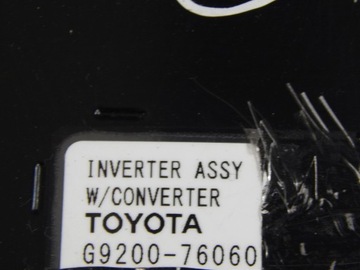 INVERTER ASSY
W/CONVERTER
TOYOTA
G9200-76060